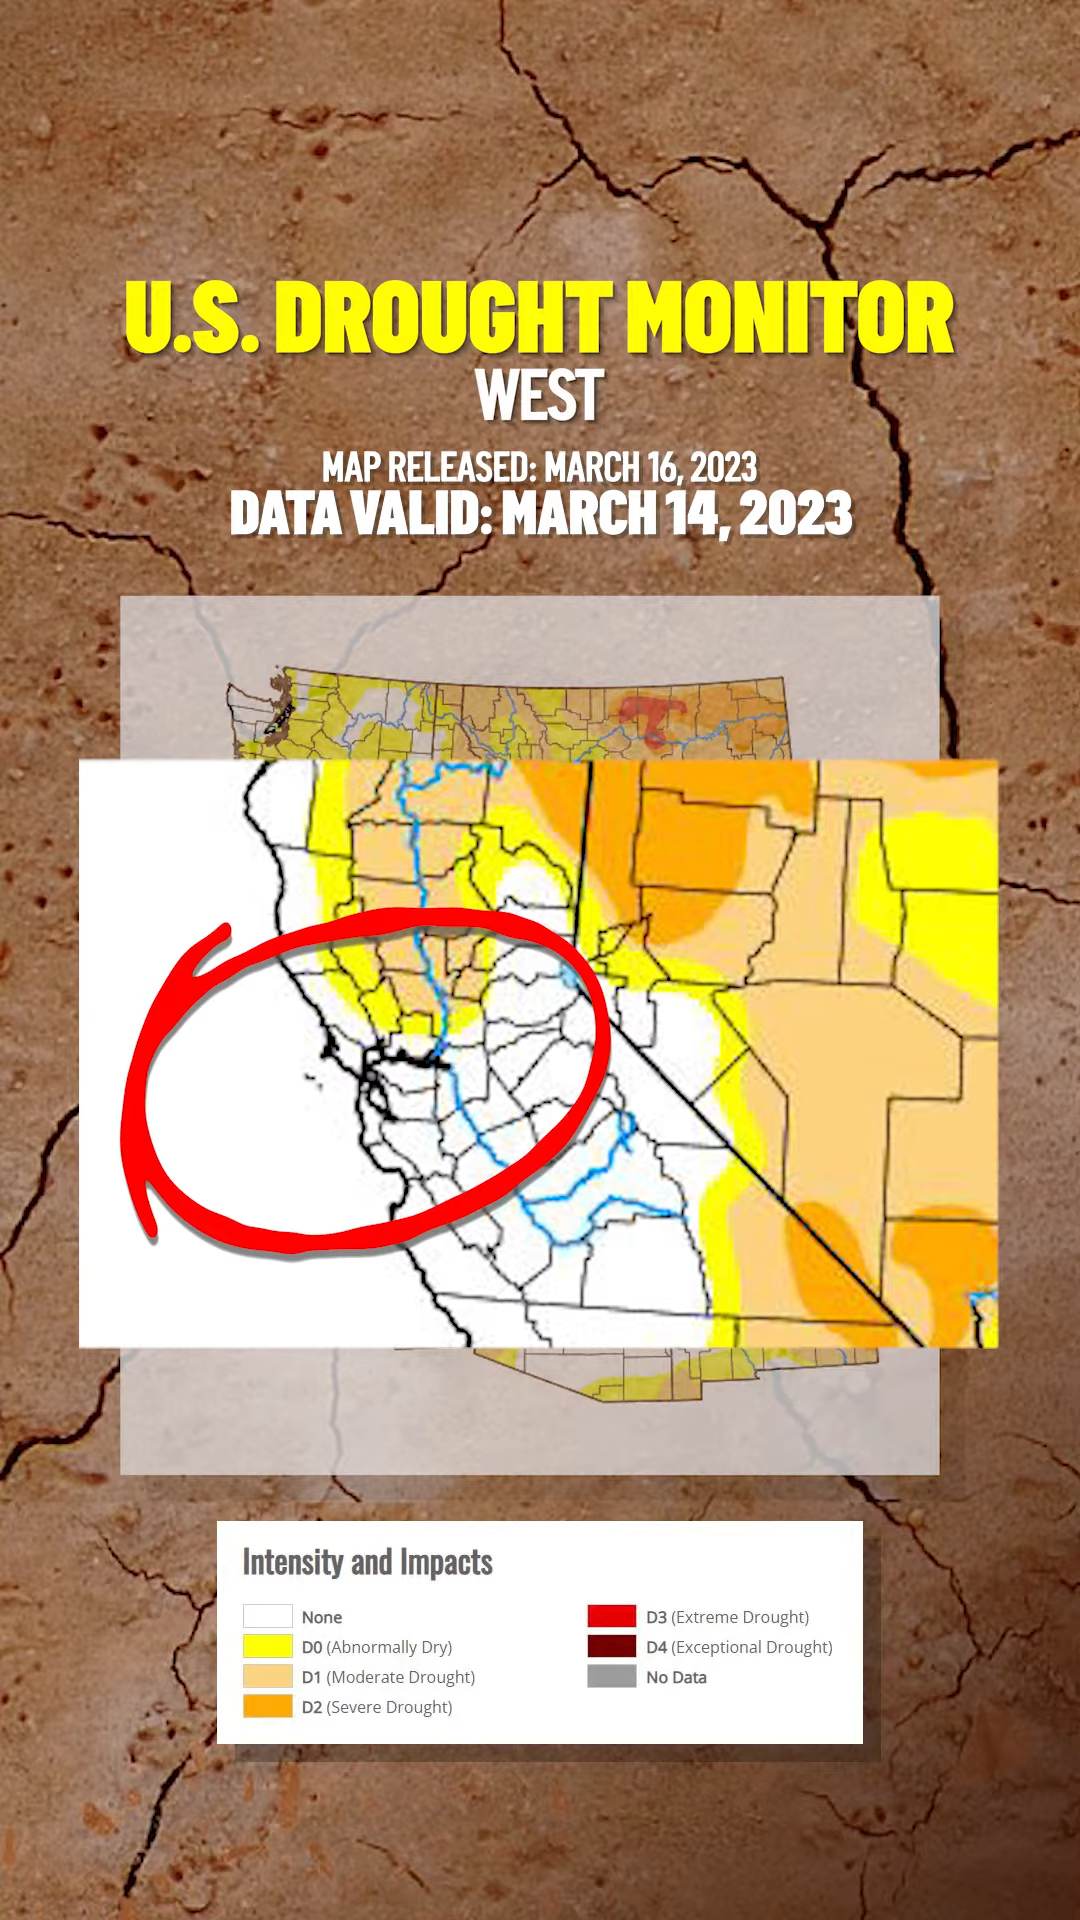 U.S. DROUGHT MONITOR
WEST
MAP RELEASED: MARCH 16, 2023
DATA VALID: MARCH 14, 2023
Intensity and Impacts
None
D0 (Abnormally Dry)
D1 (Moderate Drought)
D2 (Severe Drought)
D3 (Extreme Drought)
D4 (Exceptional Drought)
No Data